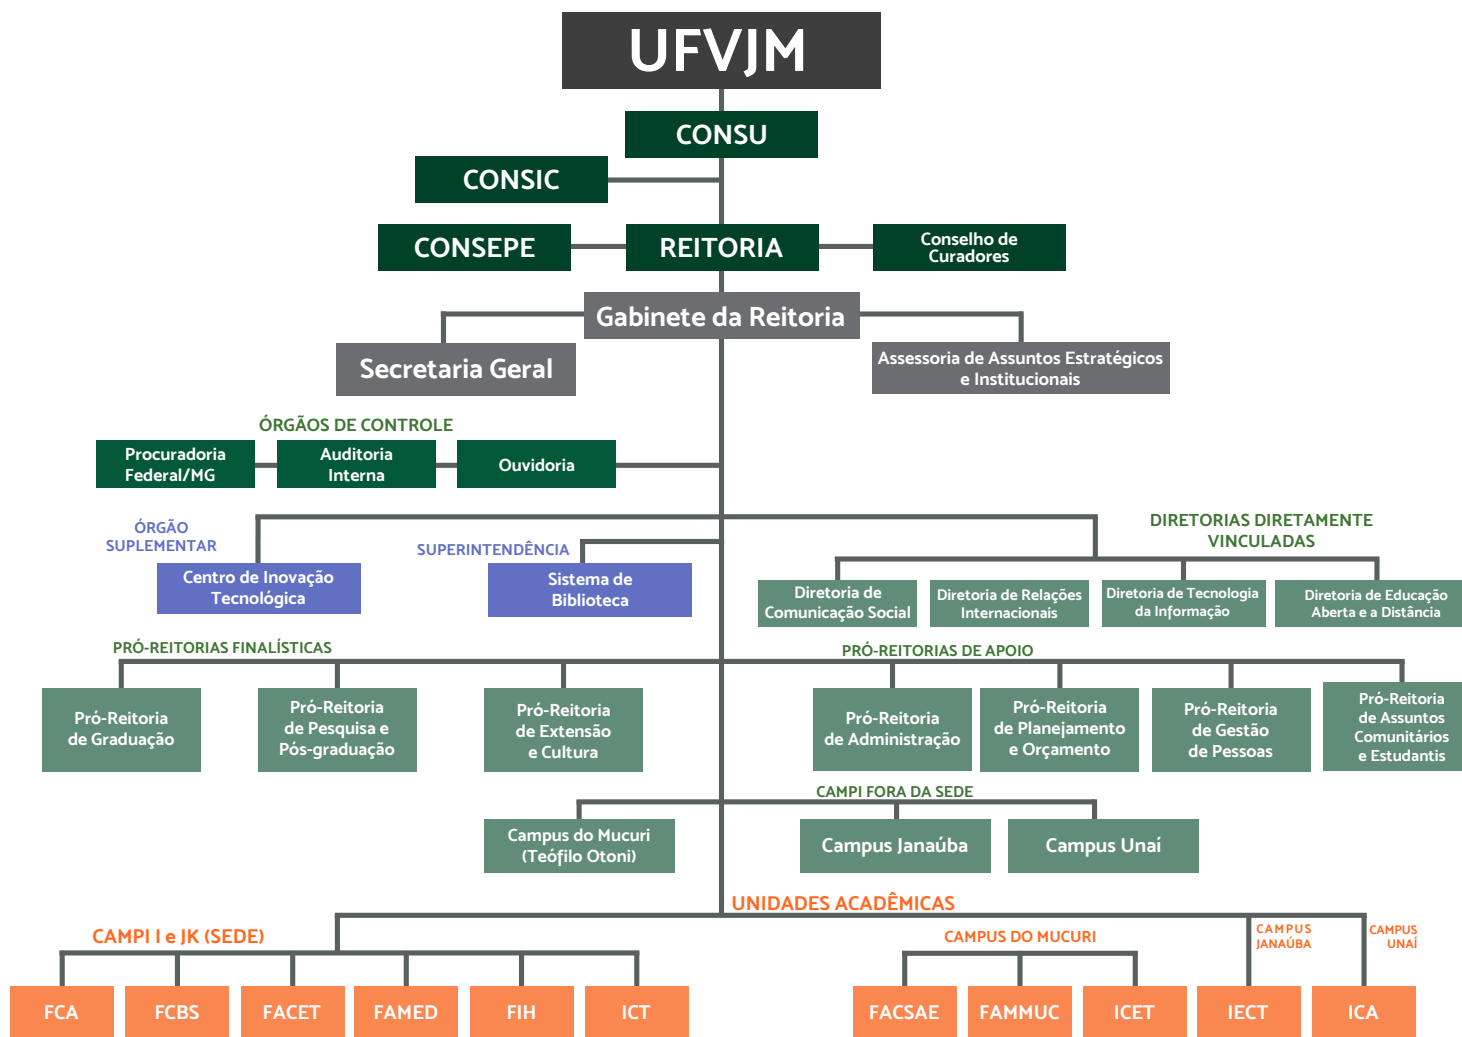 UFVJM
CONSU
CONSIC
CONSEPE
REITORIA
Conselho de
Curadores
Gabinete da Reitoria
Secretaria Geral
Assessoria de Assuntos Estratégicos
e Institucionais
ÓRGÃOS DE CONTROLE
Procuradoria
Federal/MG
Auditoria
Interna
Ouvidoria
ÓRGÃO
SUPLEMENTAR
Centro de Inovação
Tecnológica
SUPERINTENDÊNCIA
Sistema de
Biblioteca
DIRETORIAS DIRETAMENTE
VINCULADAS
Diretoria de
Comunicação Social
Diretoria de Relações
Internacionais
Diretoria de Tecnologia
da Informação
Diretoria de Educação
Aberta e a Distância
PRÓ-REITORIAS FINALÍSTICAS
Pró-Reitoria
de Graduação
Pró-Reitoria
de Pesquisa e
Pós-graduação
Pró-Reitoria
de Extensão
e Cultura
PRÓ-REITORIAS DE APOIO
Pró-Reitoria
de Administração
Pró-Reitoria
de Planejamento
e Orçamento
Pró-Reitoria
de Gestão
de Pessoas
Pró-Reitoria
de Assuntos
Comunitários
e Estudantis
CAMPI FORA DA SEDE
Campus do Mucuri
(Teófilo Otoni)
Campus Janaúba
Campus Unaí
UNIDADES ACADÊMICAS
CAMPI I e JK (SEDE)
FCA
FCBS
FACET
FAMED
FIH
ICT
CAMPUS DO MUCURI
FACSAE
FAMMUC
ICET
CAMPUS
JANAÚBA
IECT
CAMPUS
UNAÍ
ICA